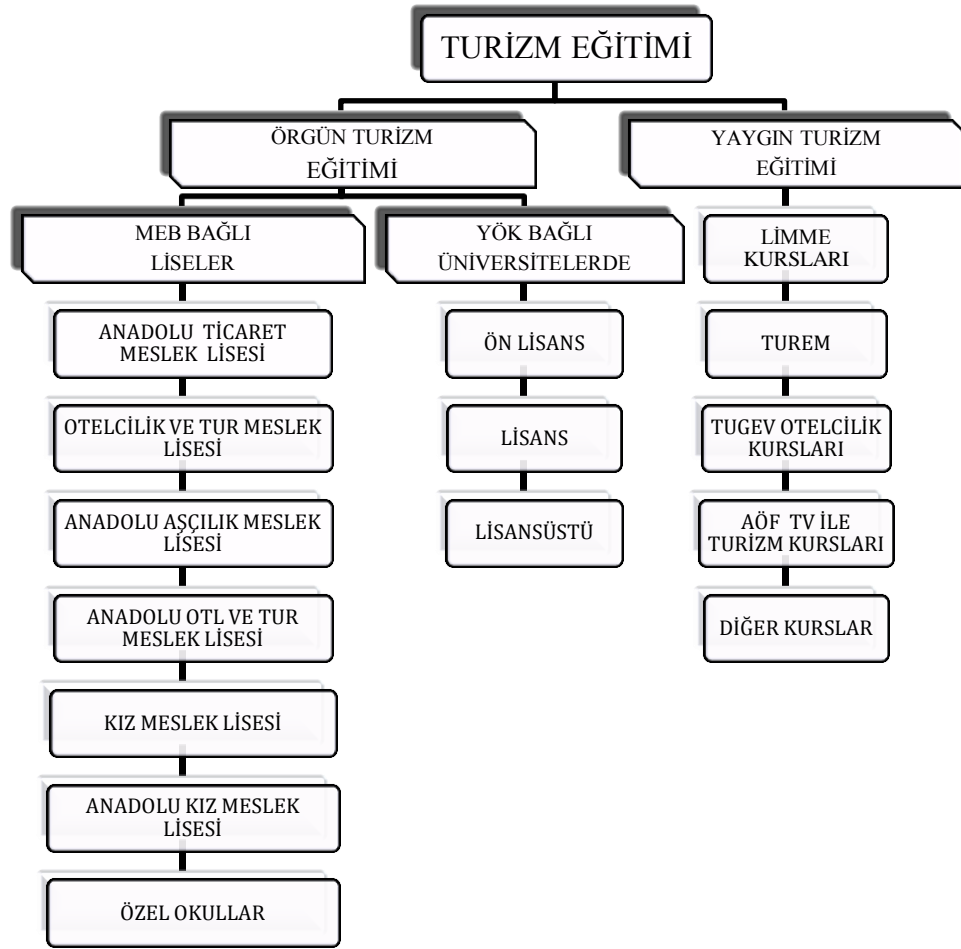 TURİZM EĞİTİMİ
ÖRGÜN TURİZM
EĞİTİMİ
YAYGIN TURİZM
EĞİTİMİ
MEB BAĞLI
LİSELER
YÖK BAĞLI
ÜNİVERSİTELERDE
LİMME
KURSLARI
ANADOLU TİCARET
MESLEK LİSESİ
ÖN LİSANS
TUREM
OTELCİLİK VE TUR MESLEK
LİSESİ
LİSANS
TUGEV OTELCİLİK
KURSLARI
ANADOLU AŞÇILIK MESLEK
LİSESİ
LİSANSÜSTÜ
AÖF TV İLE
TURİZM KURSLARI
ANADOLU OTL VE TUR
MESLEK LİSESİ
DİĞER KURSLAR
KIZ MESLEK LİSESİ
ANADOLU KIZ MESLEK
LİSESİ
ÖZEL OKULLAR